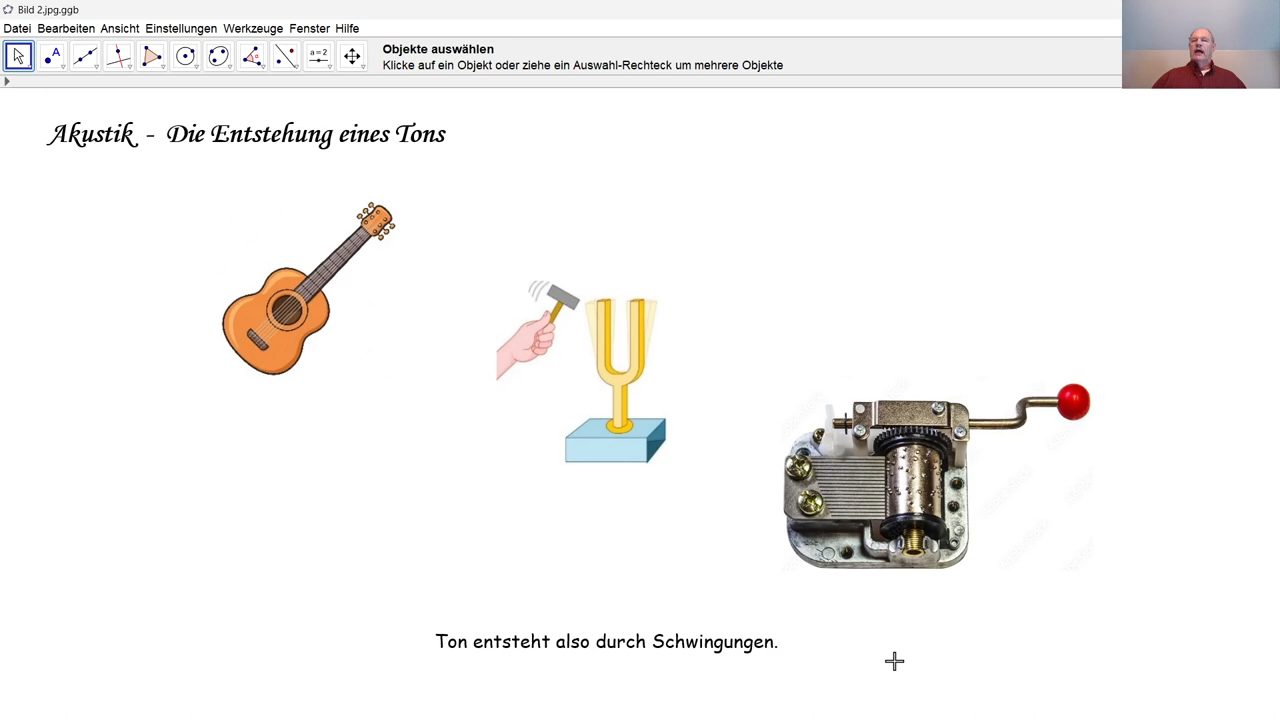 Bild 2.jpg.ggb
Datei Bearbeiten Ansicht Einstellungen Werkzeuge Fenster Hilfe
A
α
a=2
Objekte auswählen
Klicke auf ein Objekt oder ziehe ein Auswahl-Rechteck um mehrere Objekte
Akustik - Die Entstehung eines Tons
Ton entsteht also durch Schwingungen.